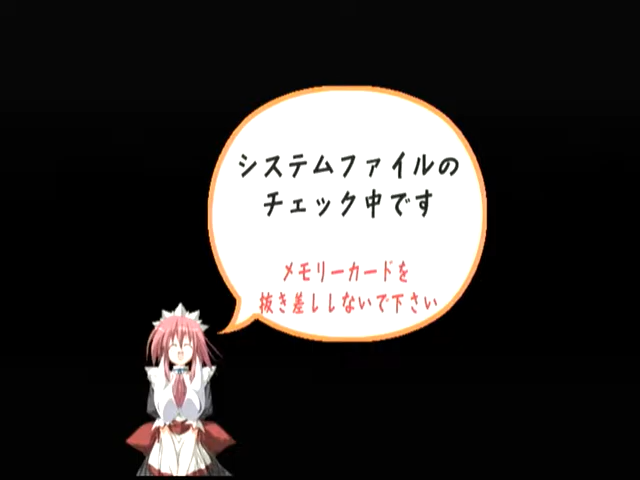 システムファイルの
チェック中です
メモリーカードを
抜き差ししないで下さい